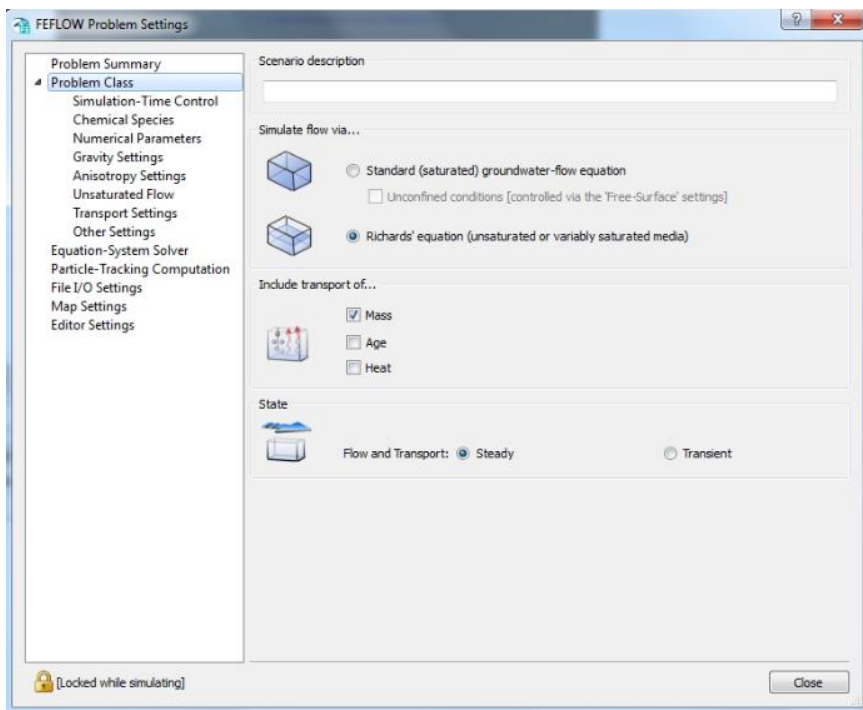 FEFLOW Problem Settings
Problem Summary
Problem Class
Simulation-Time Control
Chemical Species
Numerical Parameters
Gravity Settings
Anisotropy Settings
Unsaturated Flow
Transport Settings
Other Settings
Equation-System Solver
Particle-Tracking Computation
File I/O Settings
Map Settings
Editor Settings
Scenario description
Simulate flow via...
Standard (saturated) groundwater-flow equation
Unconfined conditions [controlled via the 'Free-Surface' settings]
Richards' equation (unsaturated or variably saturated media)
Include transport of...
Mass
Age
Heat
State
Flow and Transport: Steady Transient
[Locked while simulating]
Close